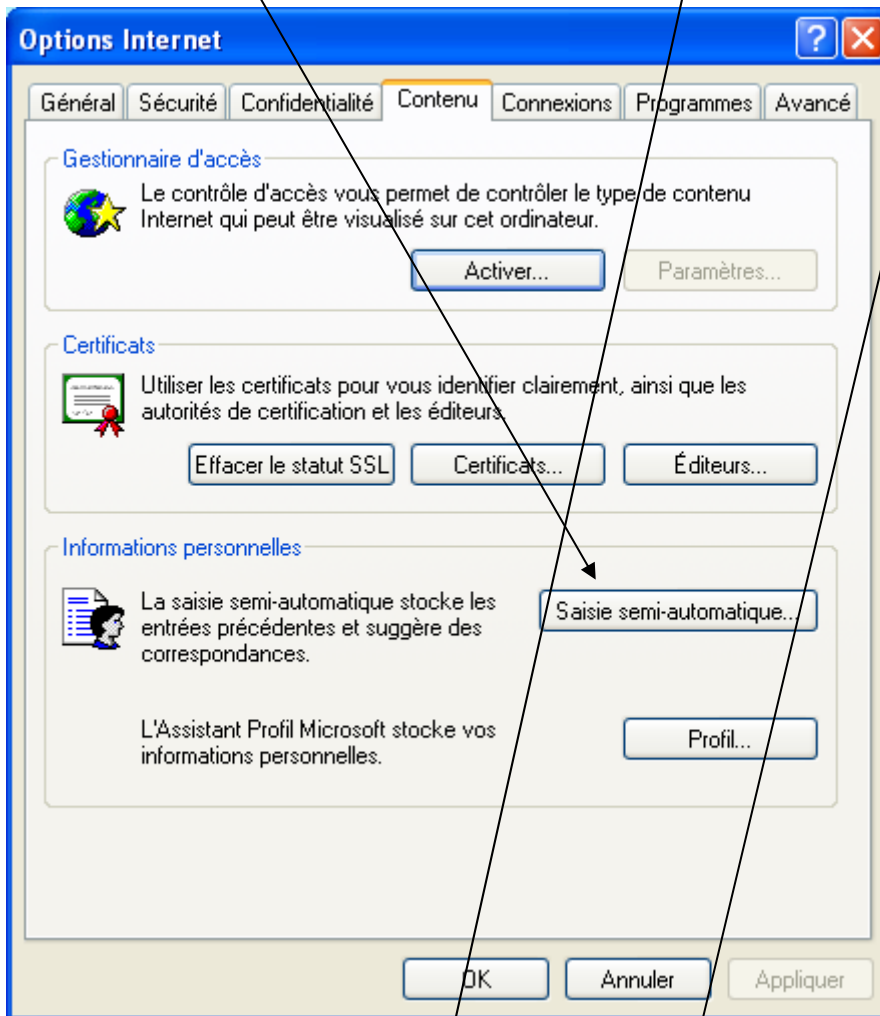 Options Internet
Général Sécurité Confidentialité Contenu Connexions Programmes Avancé
Gestionnaire d'accès
Le contrôle d'accès vous permet de contrôler le type de contenu
Internet qui peut être visualisé sur cet ordinateur.
Activer... Paramètres...
Certificats
Utiliser les certificats pour vous identifier clairement, ainsi que les
autorités de certification et les éditeurs.
Effacer le statut SSL Certificats... Éditeurs...
Informations personnelles
La saisie semi-automatique stocke les
entrées précédentes et suggère des
correspondances.
Saisie semi-automatique...
L'Assistant Profil Microsoft stocke vos
informations personnelles.
Profil...
OK Annuler Appliquer